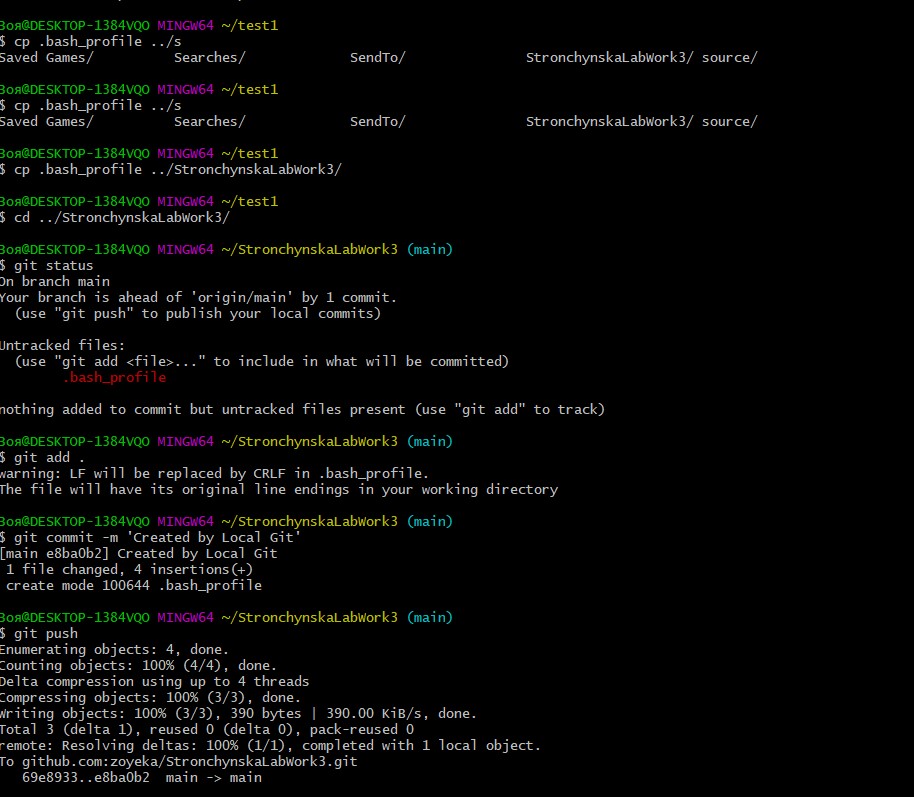 Воя@DESKTOP-1384VQO MINGW64 ~/test1
$ cp .bash_profile ../s
Saved Games/          Searches/             SendTo/               StronchynskaLabWork3/ source/
Воя@DESKTOP-1384VQO MINGW64 ~/test1
$ cp .bash_profile ../s
Saved Games/          Searches/             SendTo/               StronchynskaLabWork3/ source/
Воя@DESKTOP-1384VQO MINGW64 ~/test1
$ cp .bash_profile ../StronchynskaLabWork3/
Воя@DESKTOP-1384VQO MINGW64 ~/test1
$ cd ../StronchynskaLabWork3/
Воя@DESKTOP-1384VQO MINGW64 ~/StronchynskaLabWork3 (main)
$ git status
On branch main
Your branch is ahead of 'origin/main' by 1 commit.
  (use "git push" to publish your local commits)
Untracked files:
  (use "git add <file>..." to include in what will be committed)
        .bash_profile
nothing added to commit but untracked files present (use "git add" to track)
Воя@DESKTOP-1384VQO MINGW64 ~/StronchynskaLabWork3 (main)
$ git add .
warning: LF will be replaced by CRLF in .bash_profile.
The file will have its original line endings in your working directory
Воя@DESKTOP-1384VQO MINGW64 ~/StronchynskaLabWork3 (main)
$ git commit -m 'Created by Local Git'
[main e8ba0b2] Created by Local Git
 1 file changed, 4 insertions(+)
 create mode 100644 .bash_profile
Воя@DESKTOP-1384VQO MINGW64 ~/StronchynskaLabWork3 (main)
$ git push
Enumerating objects: 4, done.
Counting objects: 100% (4/4), done.
Delta compression using up to 4 threads
Compressing objects: 100% (3/3), done.
Writing objects: 100% (3/3), 390 bytes | 390.00 KiB/s, done.
Total 3 (delta 1), reused 0 (delta 0), pack-reused 0
remote: Resolving deltas: 100% (1/1), completed with 1 local object.
To github.com:zoyeka/StronchynskaLabWork3.git
   69e8933..e8ba0b2  main -> main